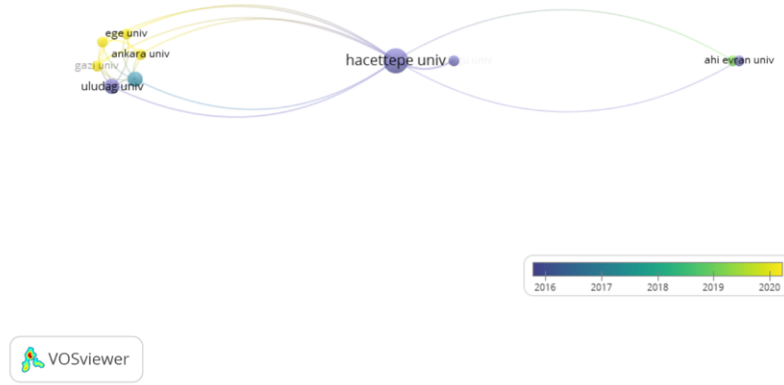 ege univ
ankara univ
gazi univ
uludag univ
hacettepe univ
ahi evran univ
2016 2017 2018 2019 2020
VOSviewer